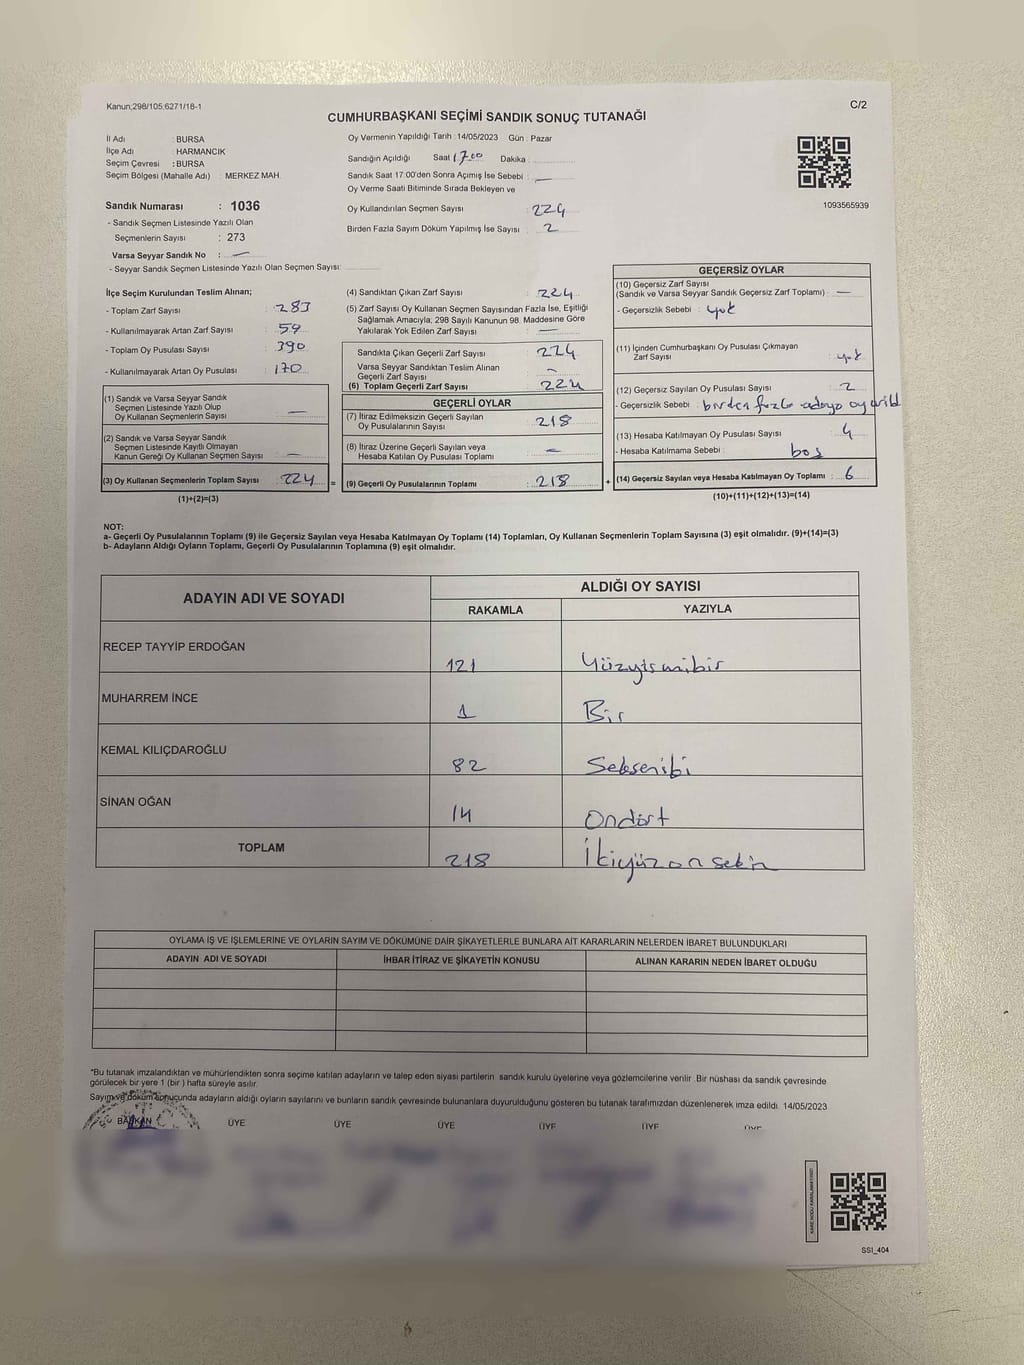 Kanun;298/105;6271/18-1
C/2
CUMHURBAŞKANI SEÇİMİ SANDIK SONUÇ TUTANAĞI
İl Adı : BURSA
İlçe Adı : HARMANCIK
Seçim Çevresi : BURSA
Seçim Bölgesi (Mahalle Adı) : MERKEZ MAH.
Sandık Numarası : 1036
- Sandık Seçmen Listesinde Yazılı Olan
Seçmenlerin Sayısı : 273
Varsa Seyyar Sandık No : —
- Seyyar Sandık Seçmen Listesinde Yazılı Olan Seçmen Sayısı:
Oy Vermenin Yapıldığı Tarih : 14/05/2023 Gün : Pazar
Sandığın Açıldığı Saat 17:00 Dakika :
Sandık Saat 17:00'den Sonra Açımış İse Sebebi : —
Oy Verme Saati Bitiminde Sırada Bekleyen ve
Oy Kullandırılan Seçmen Sayısı : 224
Birden Fazla Sayım Döküm Yapılmış İse Sayısı : 2
1093565939
İlçe Seçim Kurulundan Teslim Alınan;
- Toplam Zarf Sayısı : 283
- Kullanılmayarak Artan Zarf Sayısı : 59
- Toplam Oy Pusulası Sayısı : 390
- Kullanılmayarak Artan Oy Pusulası : 170
(1) Sandık ve Varsa Seyyar Sandık
Seçmen Listesinde Yazılı Olup
Oy Kullanan Seçmenlerin Sayısı : —
(2) Sandık ve Varsa Seyyar Sandık
Seçmen Listesinde Kayıtlı Olmayan
Kanun Gereği Oy Kullanan Seçmen Sayısı : —
(3) Oy Kullanan Seçmenlerin Toplam Sayısı : 224 =
(1)+(2)=(3)
(4) Sandıktan Çıkan Zarf Sayısı : 224
(5) Zarf Sayısı Oy Kullanan Seçmen Sayısından Fazla İse, Eşitliği
Sağlamak Amacıyla; 298 Sayılı Kanunun 98. Maddesine Göre
Yakılarak Yok Edilen Zarf Sayısı : —
Sandıkta Çıkan Geçerli Zarf Sayısı : 224
Varsa Seyyar Sandıktan Teslim Alınan
Geçerli Zarf Sayısı : —
(6) Toplam Geçerli Zarf Sayısı : 224
GEÇERLİ OYLAR
(7) İtiraz Edilmeksizin Geçerli Sayılan
Oy Pusulalarının Sayısı : 218
(8) İtiraz Üzerine Geçerli Sayılan veya
Hesaba Katılan Oy Pusulası Toplamı : —
(9) Geçerli Oy Pusulalarının Toplamı : 218 +
GEÇERSİZ OYLAR
(10) Geçersiz Zarf Sayısı
(Sandık ve Varsa Seyyar Sandık Geçersiz Zarf Toplamı) : —
- Geçersizlik Sebebi : yok
(11) İçinden Cumhurbaşkanı Oy Pusulası Çıkmayan
Zarf Sayısı : yok
(12) Geçersiz Sayılan Oy Pusulası Sayısı : 2
- Geçersizlik Sebebi : birden fazla adaya oy
(13) Hesaba Katılmayan Oy Pusulası Sayısı : 4
- Hesaba Katılmama Sebebi : boş
(14) Geçersiz Sayılan veya Hesaba Katılmayan Oy Toplamı : 6
(10)+(11)+(12)+(13)=(14)
NOT:
a- Geçerli Oy Pusulalarının Toplamı (9) ile Geçersiz Sayılan veya Hesaba Katılmayan Oy Toplamı (14) Toplamları, Oy Kullanan Seçmenlerin Toplam Sayısına (3) eşit olmalıdır. (9)+(14)=(3)
b- Adayların Aldığı Oyların Toplamı, Geçerli Oy Pusulalarının Toplamına (9) eşit olmalıdır.
ADAYIN ADI VE SOYADI
ALDIĞI OY SAYISI
RAKAMLA YAZIYLA
RECEP TAYYİP ERDOĞAN 121 Yüzyirmibir
MUHARREM İNCE 1 Bir
KEMAL KILIÇDAROĞLU 82 Seksenibi
SİNAN OĞAN 14 Ondört
TOPLAM 218 İkiyüzonsekin
OYLAMA İŞ VE İŞLEMLERİNE VE OYLARIN SAYIM VE DÖKÜMÜNE DAİR ŞİKAYETLERLE BUNLARA AİT KARARLARIN NELERDEN İBARET BULUNDUKLARI
ADAYIN ADI VE SOYADI İHBAR İTİRAZ VE ŞİKAYETİN KONUSU ALINAN KARARIN NEDEN İBARET OLDUĞU
*Bu tutanak imzalandıktan ve mühürlendikten sonra seçime katılan adayların ve talep eden siyasi partilerin sandık kurulu üyelerine veya gözlemcilerine verilir. Bir nüshası da sandık çevresinde
görülecek bir yere 1 (bir) hafta süreyle asılır.
Sayım ve döküm sonucunda adayların aldığı oyların sayılarını ve bunların sandık çevresinde bulunanlara duyurulduğunu gösteren bu tutanak tarafımızdan düzenlenerek imza edildi. 14/05/2023
BAŞKAN ÜYE ÜYE ÜYE ÜYE ÜYE ÜYE
SSI_404